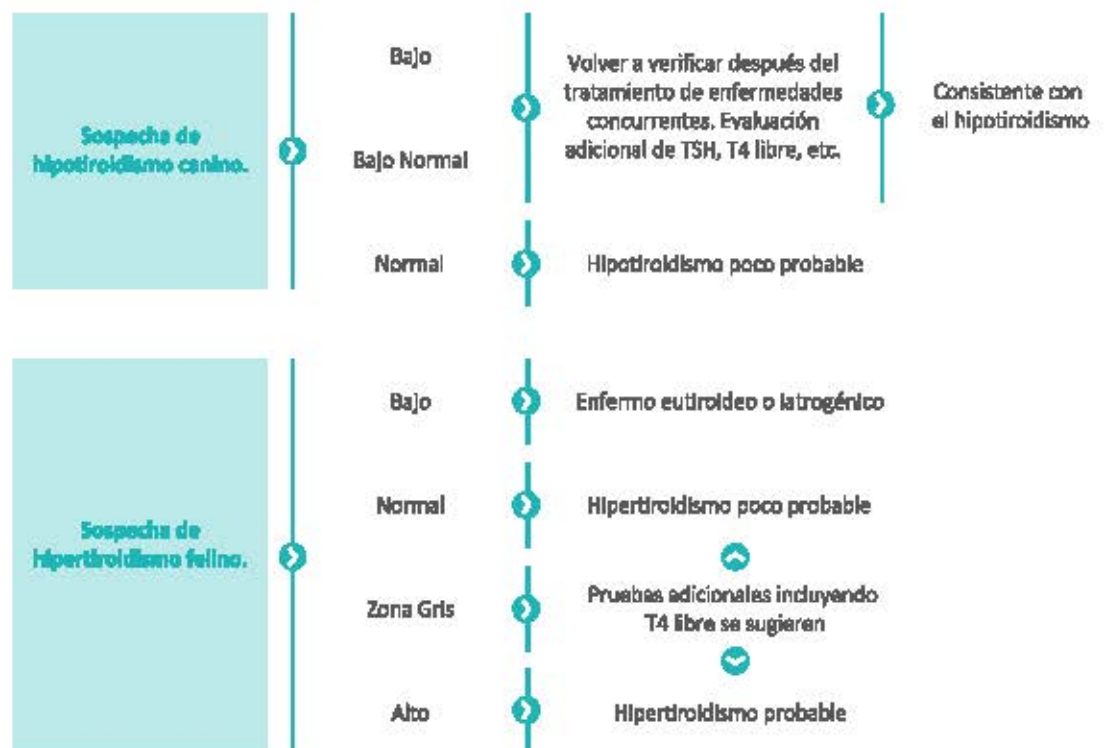 Sospecha de
hipotiroidismo canino.
Bajo
Bajo Normal
Volver a verificar después del
tratamiento de enfermedades
concurrentes. Evaluación
adicional de TSH, T4 libre, etc.
Consistente con
el hipotiroidismo
Normal
Hipotiroidismo poco probable
Sospecha de
hipertiroidismo felino.
Bajo
Enfermo eutiroideo o iatrogénico
Normal
Hipertiroidismo poco probable
Zona Gris
Pruebas adicionales incluyendo
T4 libre se sugieren
Alto
Hipertiroidismo probable